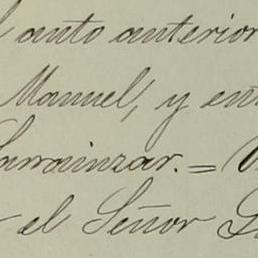 auto anterior
Manuel, y en
Larrainzar. =
el Señor